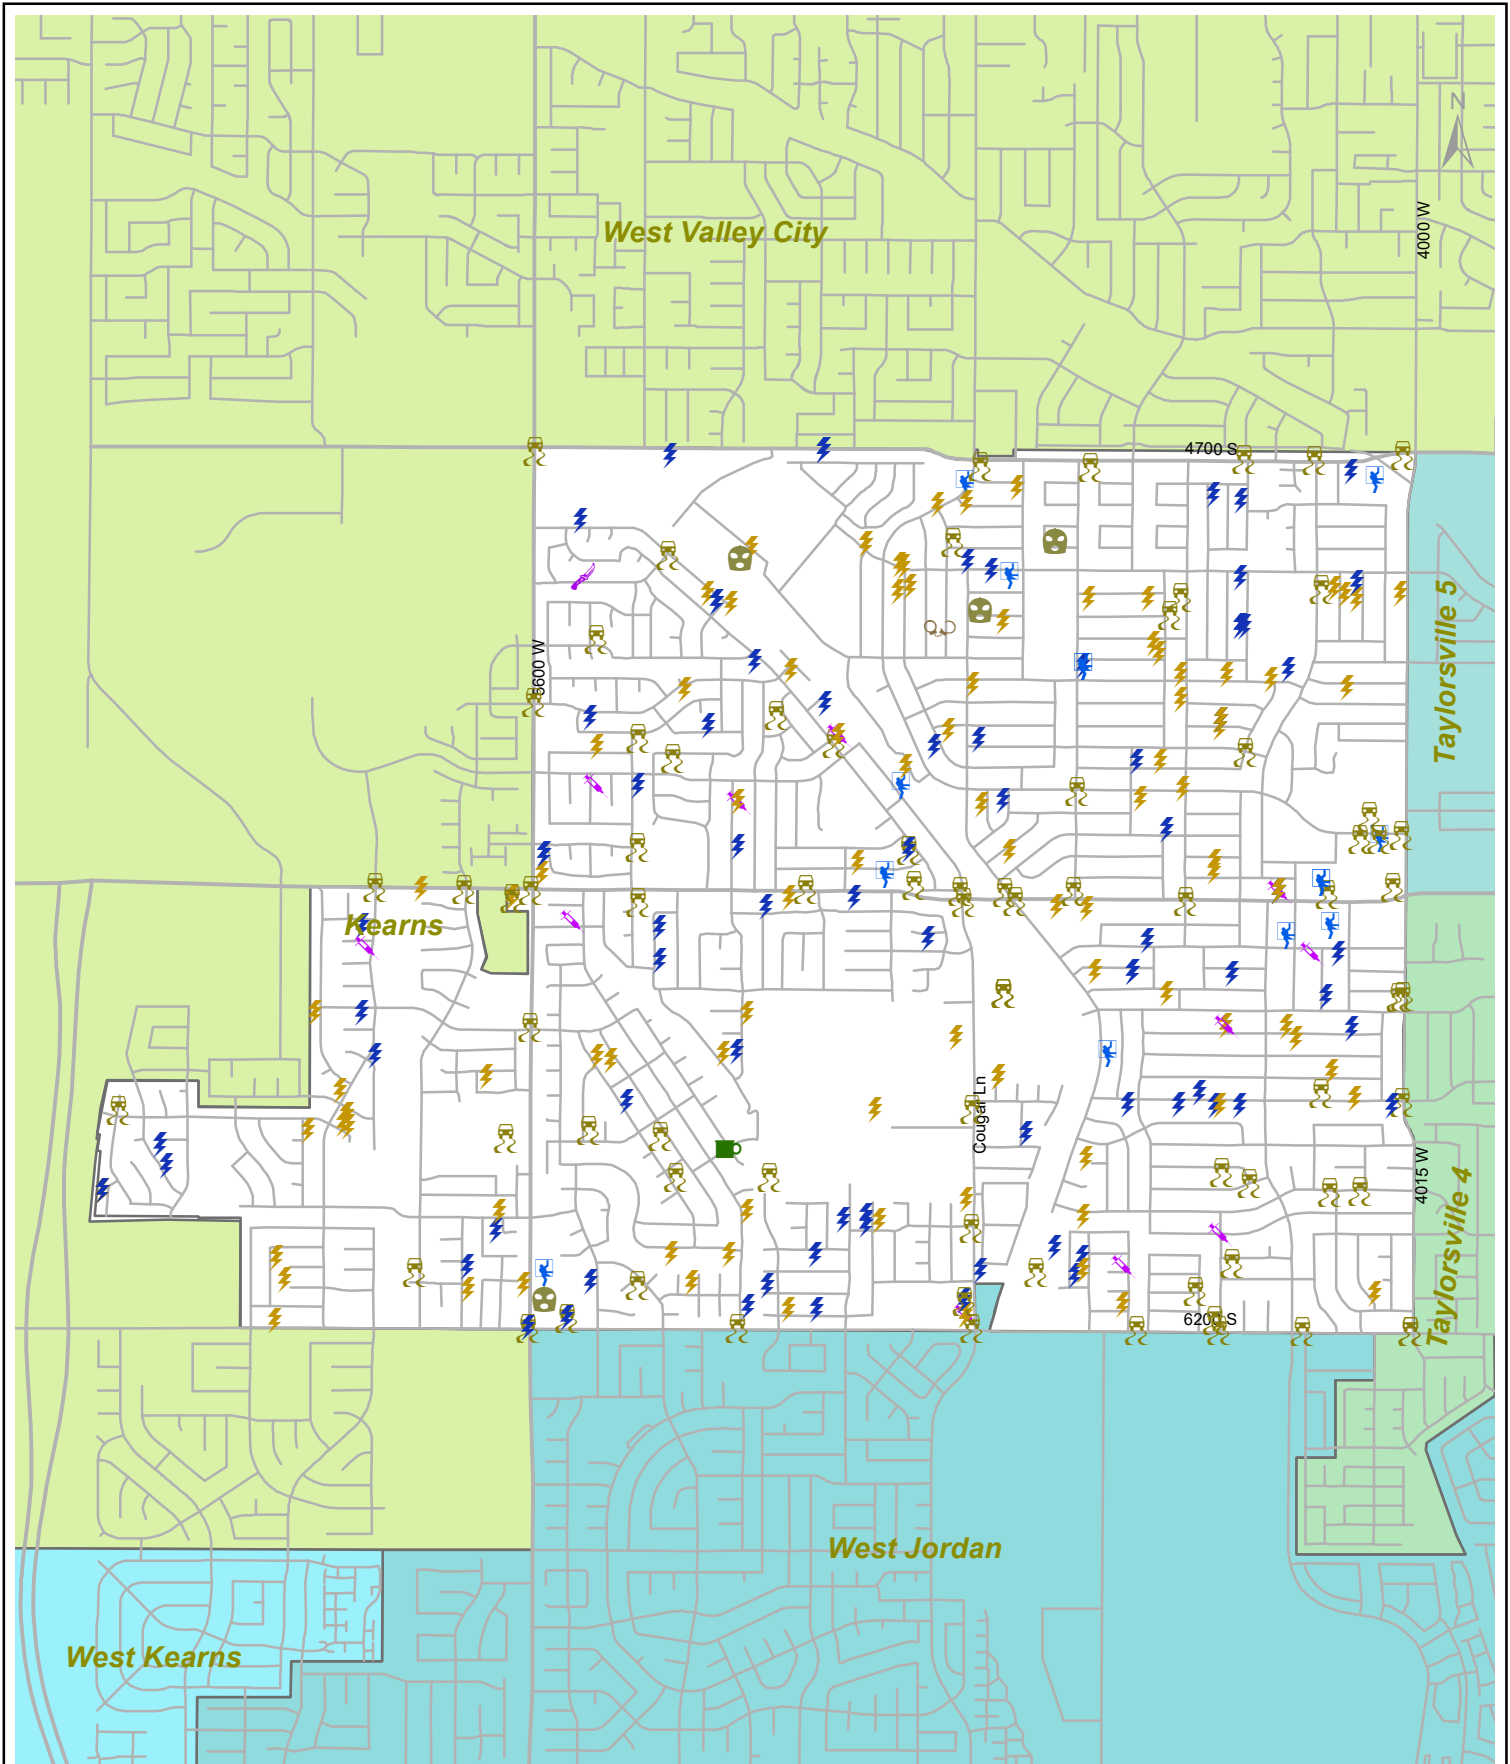 N
4000 W
West Valley City
4700 S
Taylorsville 5
5600 W
Kearns
Cougar Ln
4015 W
Taylorsville 4
6200 S
West Jordan
West Kearns